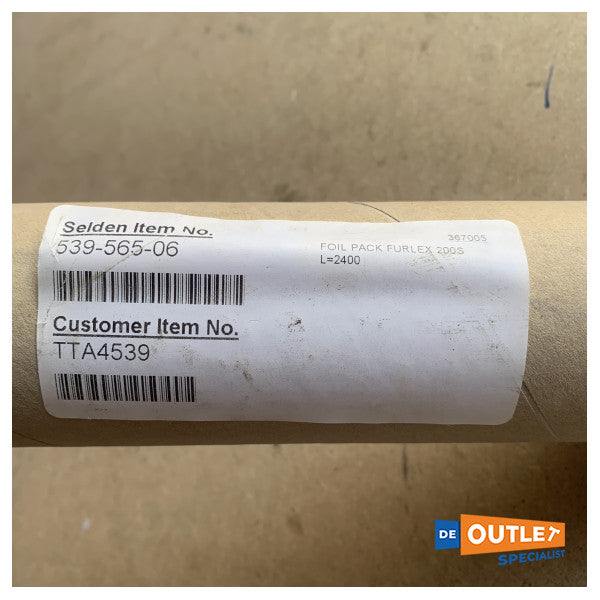 Selden Item No.
539-565-06
367005
FOIL PACK FURLEX 200S
L=2400
Customer Item No.
TTA4539
DE OUTLET
SPECIALIST